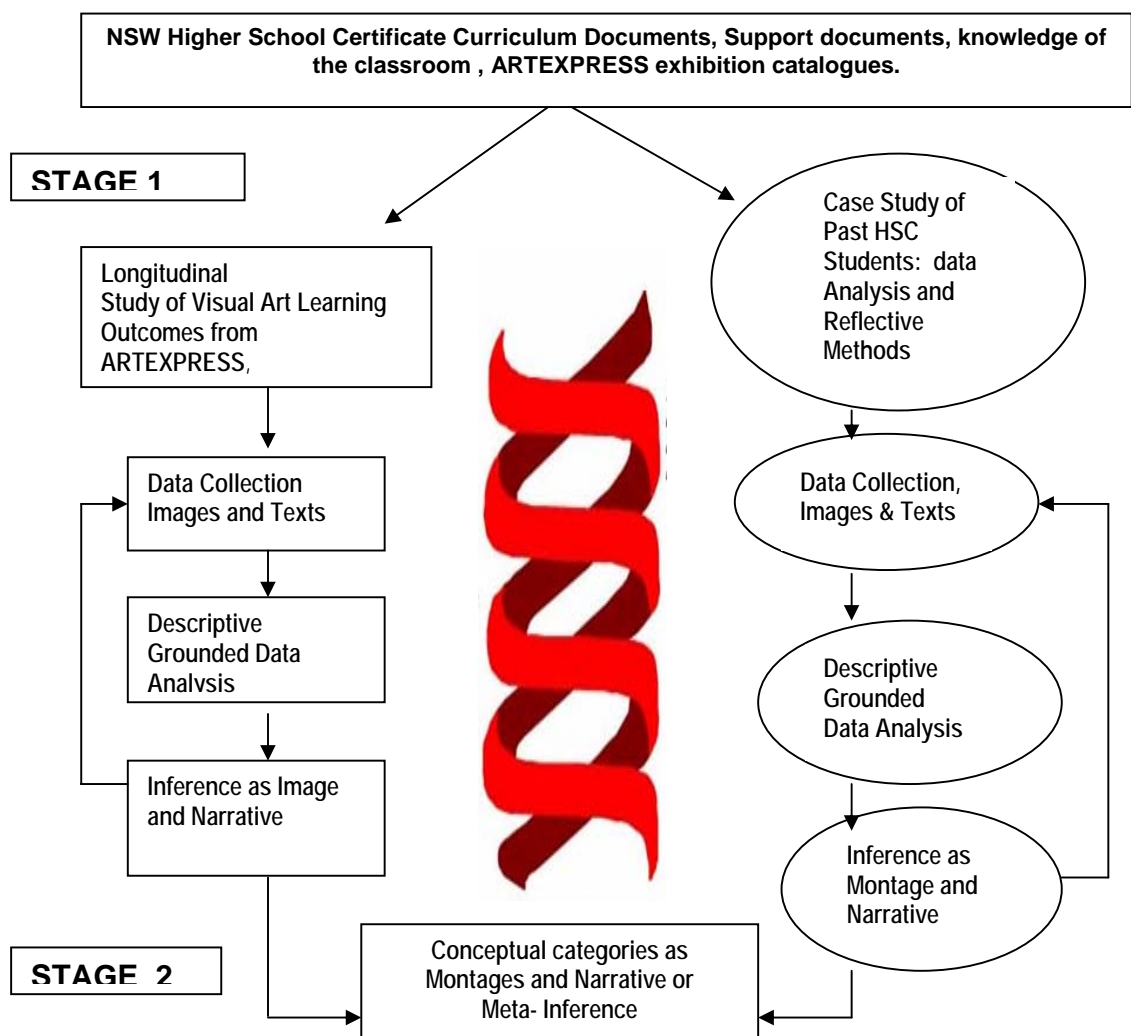 NSW Higher School Certificate Curriculum Documents, Support documents, knowledge of
the classroom , ARTEXPRESS exhibition catalogues.
STAGE 1
Case Study of
Past HSC
Students: data
Analysis and
Reflective
Methods
Longitudinal
Study of Visual Art Learning
Outcomes from
ARTEXPRESS,
Data Collection
Images and Texts
Data Collection,
Images & Texts
Descriptive
Grounded Data
Analysis
Descriptive
Grounded
Data Analysis
Inference as Image
and Narrative
Inference as
Montage and
Narrative
STAGE 2
Conceptual categories as
Montages and Narrative or
Meta- Inference